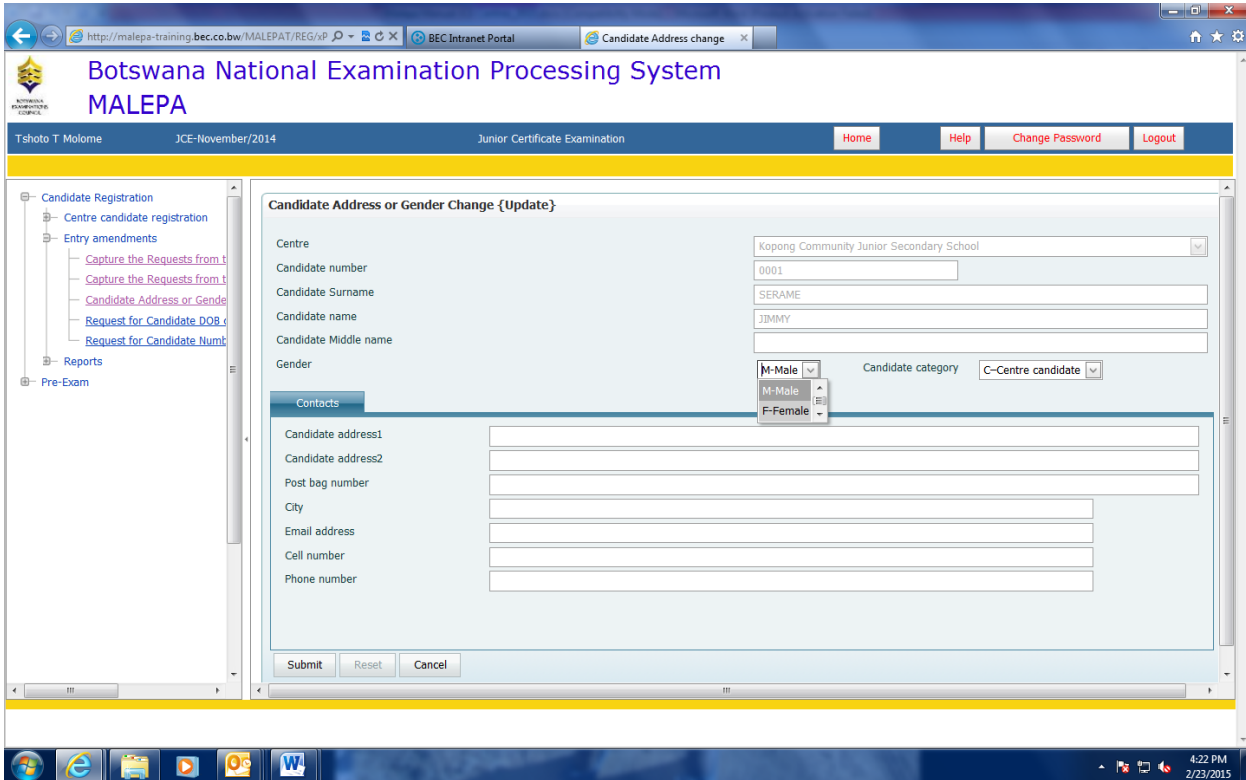 http://malepa-training.bec.co.bw/MALEPAT/REG/xP
BEC Intranet Portal
Candidate Address change
Botswana National Examination Processing System
MALEPA
BOTSWANA
EXAMINATIONS
COUNCIL
Tshoto T Molome JCE-November/2014 Junior Certificate Examination Home Help Change Password Logout
Candidate Registration
Centre candidate registration
Entry amendments
Capture the Requests from t
Capture the Requests from t
Candidate Address or Gende
Request for Candidate DOB
Request for Candidate Numb
Reports
Pre-Exam
Candidate Address or Gender Change {Update}
Centre Kopong Community Junior Secondary School
Candidate number 0001
Candidate Surname SERAME
Candidate name JIMMY
Candidate Middle name
Gender M-Male Candidate category C-Centre candidate
M-Male
F-Female
Contacts
Candidate address1
Candidate address2
Post bag number
City
Email address
Cell number
Phone number
Submit Reset Cancel
4:22 PM
2/23/2015